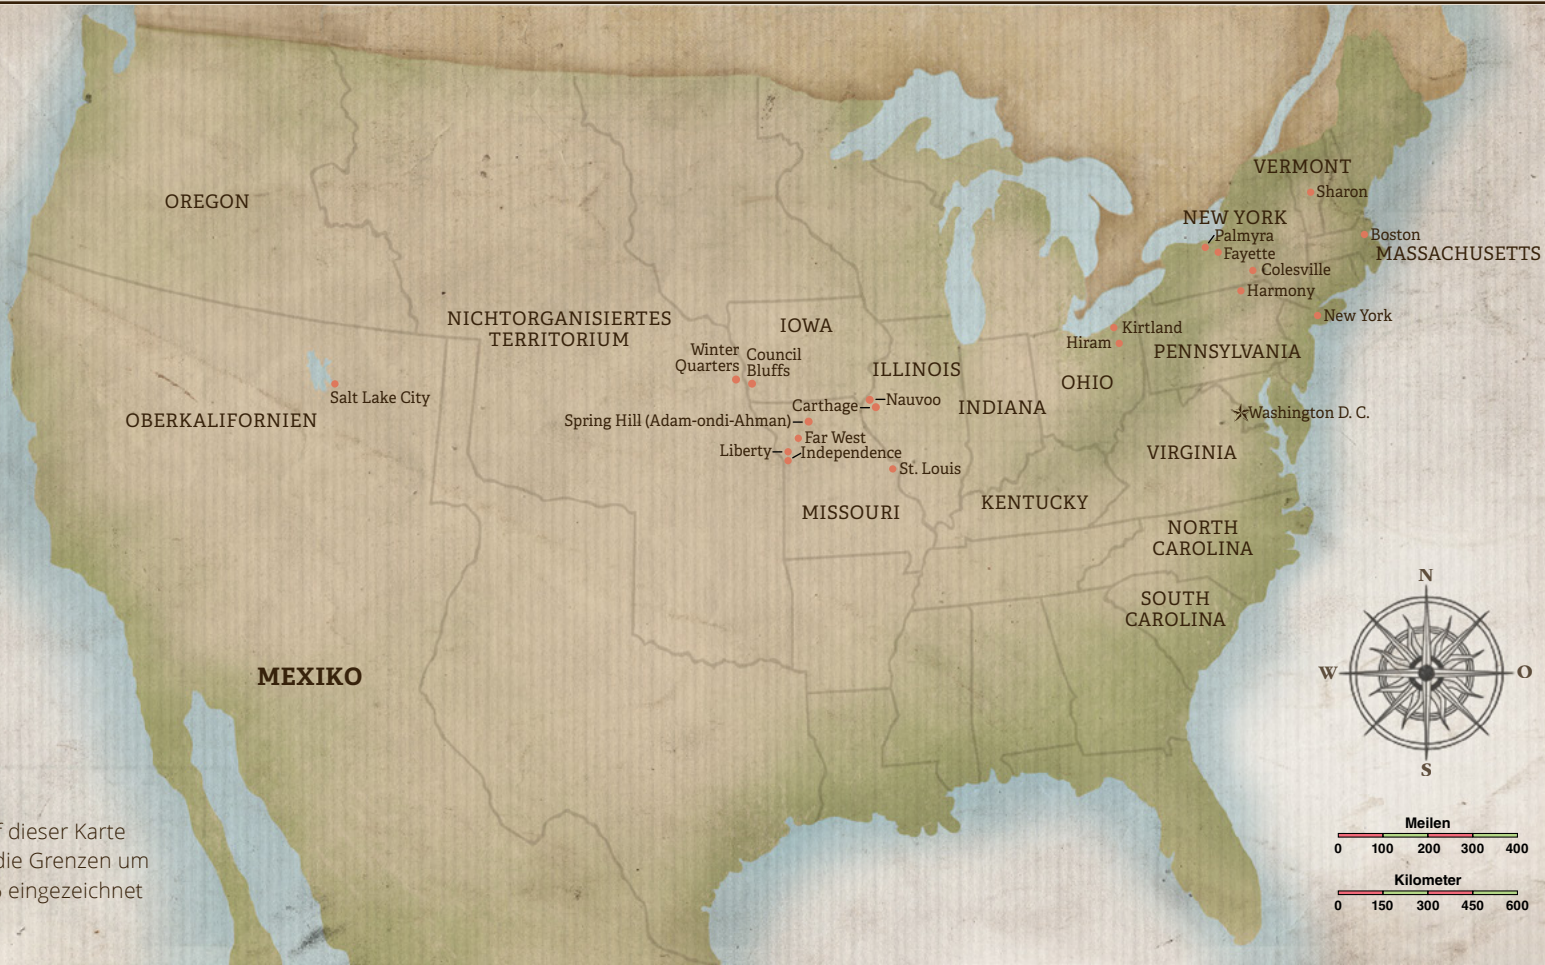 VERMONT
Sharon
OREGON
NEW YORK
Palmyra
Boston
Fayette
MASSACHUSETTS
Colesville
Harmony
NICHTORGANISIERTES
TERRITORIUM
IOWA
New York
Kirtland
Hiram
PENNSYLVANIA
Winter
Quarters
Council
Bluffs
ILLINOIS
OHIO
Salt Lake City
Nauvoo
Carthage
INDIANA
Washington D. C.
OBERKALIFORNIEN
Spring Hill (Adam-ondi-Ahman)
Far West
Liberty
Independence
VIRGINIA
St. Louis
KENTUCKY
MISSOURI
NORTH
CAROLINA
SOUTH
CAROLINA
MEXIKO
N
W
O
S
dieser Karte
die Grenzen um
eingezeichnet
Meilen
0 100 200 300 400
Kilometer
0 150 300 450 600